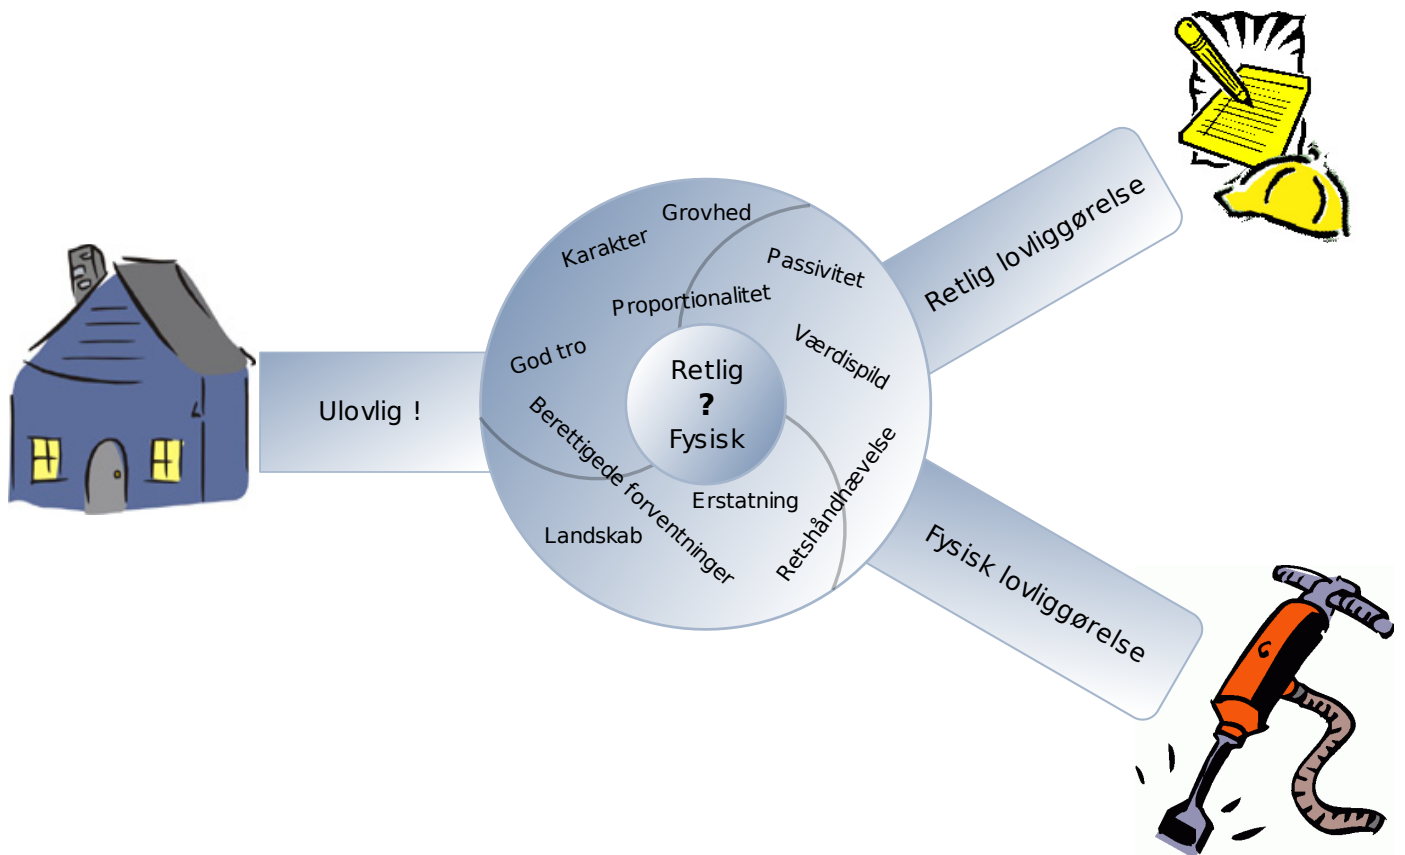 Ulovlig !
Grovhed
Karakter
Passivitet
Proportionalitet
God tro
Værdispild
Retlig
?
Fysisk
Berettigede forventninger
Erstatning
Landskab
Retshåndhævelse
Retlig lovliggørelse
Fysisk lovliggørelse